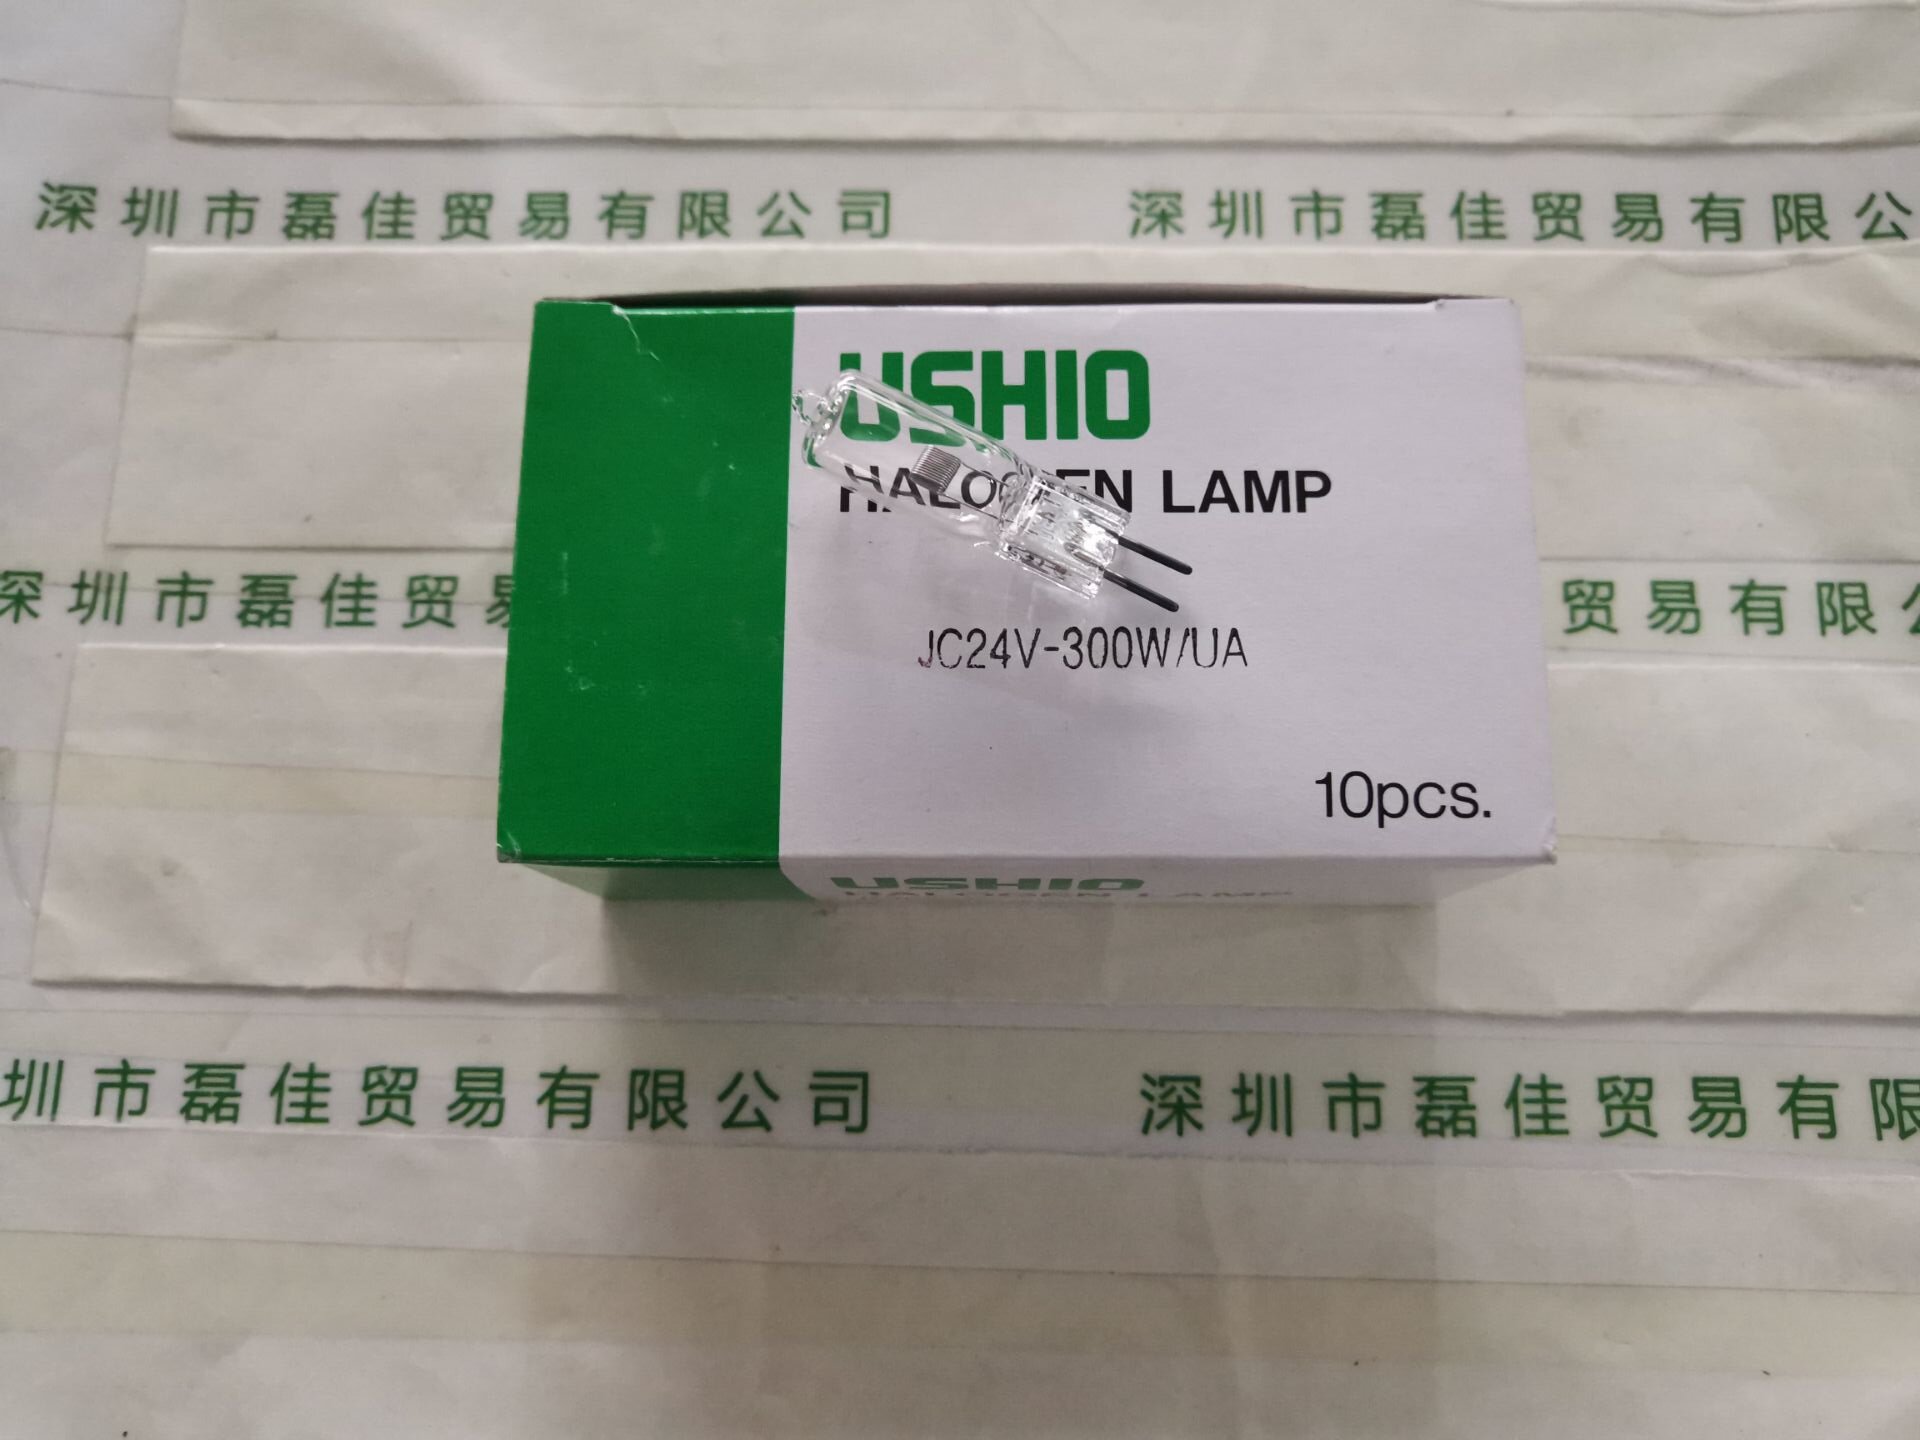 深圳市磊佳贸易有限公司 深圳市磊佳贸易有限公
USHIO
HALOGEN LAMP
深圳市磊佳贸易 贸易有限公
JC24V-300W/UA
10pcs.
USHIO
HALOGEN LAMP
圳市磊佳贸易有限公司 深圳市磊佳贸易有限